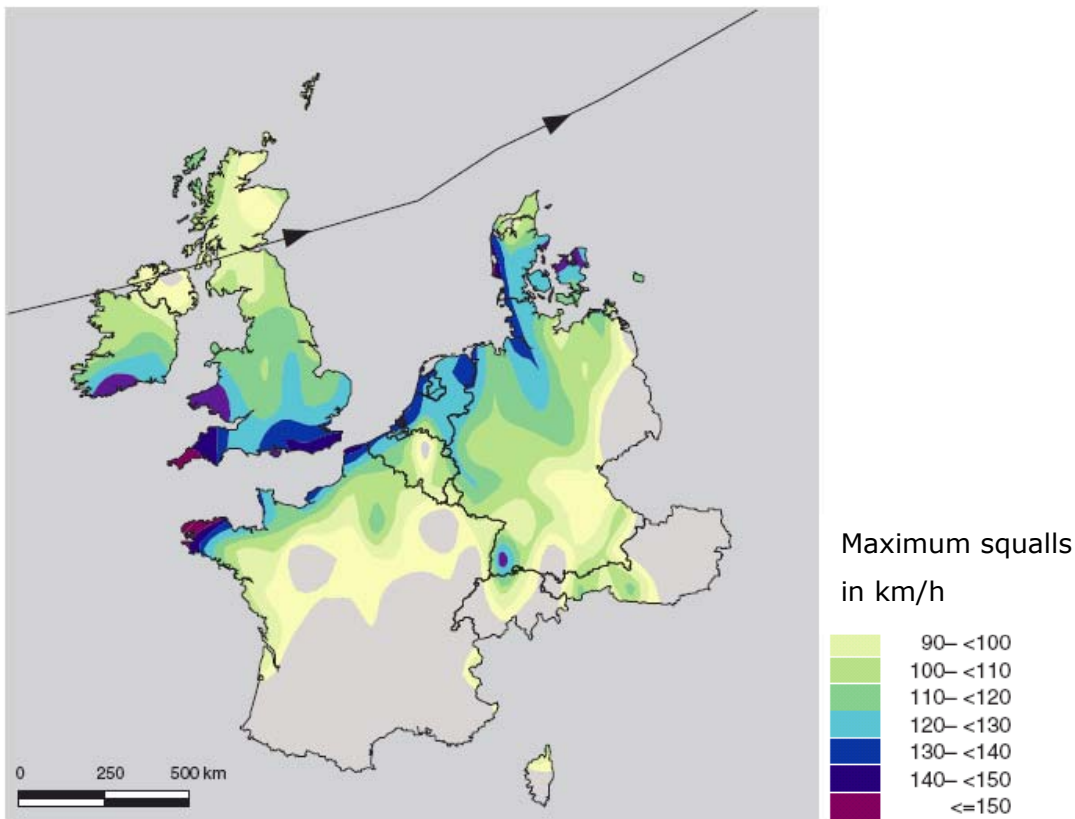 Maximum squalls
in km/h
90– <100
100– <110
110– <120
120– <130
130– <140
140– <150
<=150
0 250 500 km